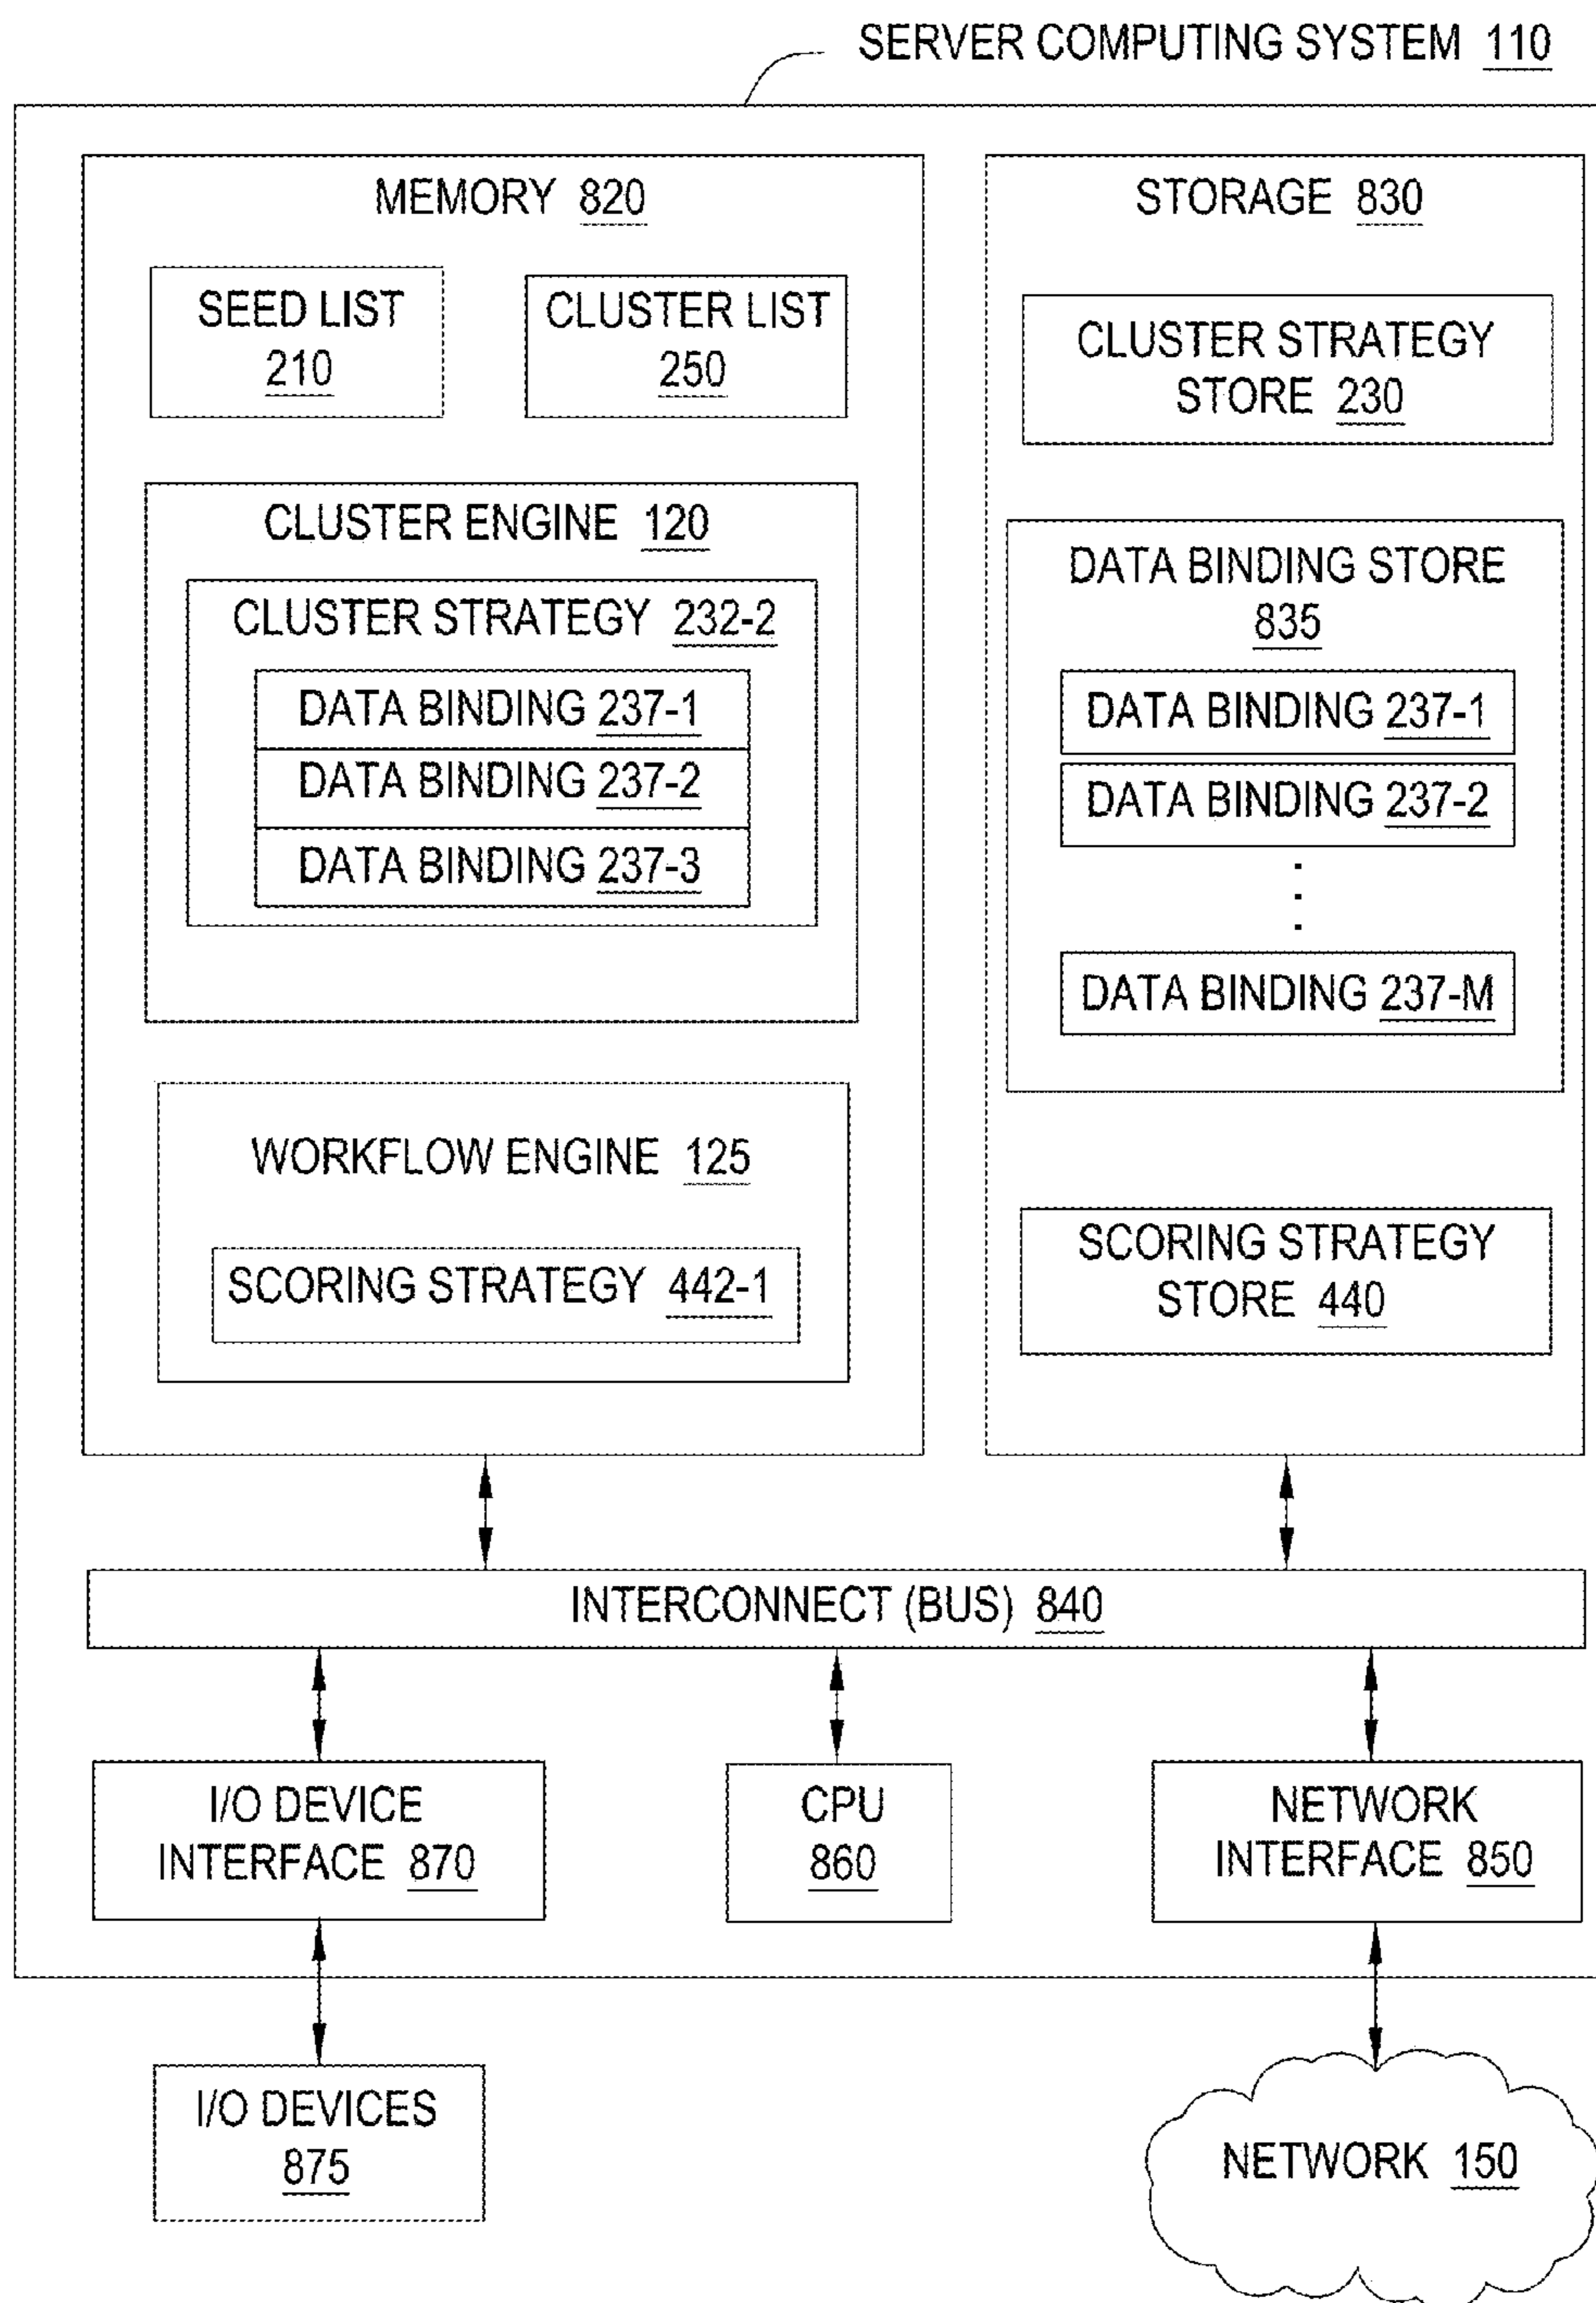 SERVER COMPUTING SYSTEM 110
MEMORY 820
SEED LIST
210
CLUSTER LIST
250
CLUSTER ENGINE 120
CLUSTER STRATEGY 232-2
DATA BINDING 237-1
DATA BINDING 237-2
DATA BINDING 237-3
WORKFLOW ENGINE 125
SCORING STRATEGY 442-1
STORAGE 830
CLUSTER STRATEGY
STORE 230
DATA BINDING STORE
835
DATA BINDING 237-1
DATA BINDING 237-2
DATA BINDING 237-M
SCORING STRATEGY
STORE 440
INTERCONNECT (BUS) 840
I/O DEVICE
INTERFACE 870
CPU
860
NETWORK
INTERFACE 850
I/O DEVICES
875
NETWORK 150